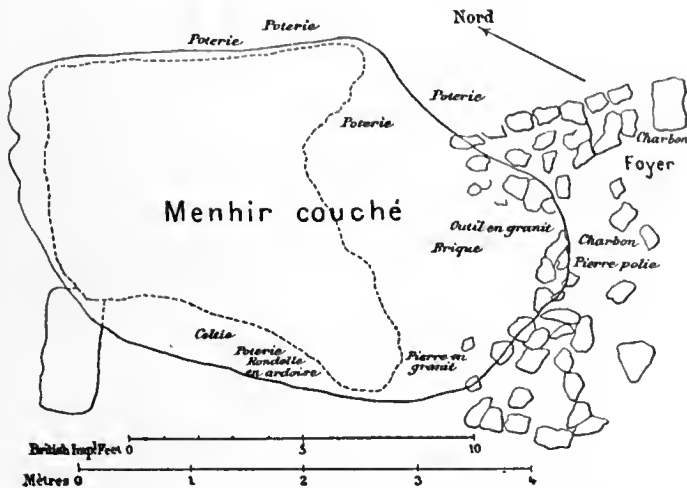 Nord
Poterie
Poterie
Poterie
Poterie
Charbon
Foyer
Menhir couché
Outil en granit
Charbon
Brique
Pierre polie
Celtie
Poterie
Rondelle
en ardoise
Pierre en
granit
British Imp! Feet 0 5 10
Mètres 0 1 2 3 4